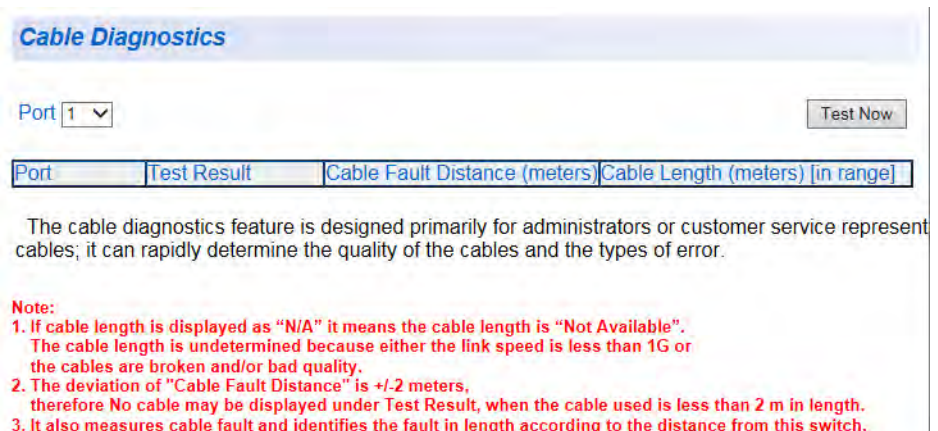 Cable Diagnostics
Port 1 Test Now
Port Test Result Cable Fault Distance (meters) Cable Length (meters) [in range]
The cable diagnostics feature is designed primarily for administrators or customer service represent
cables; it can rapidly determine the quality of the cables and the types of error.
Note:
1. If cable length is displayed as “N/A” it means the cable length is “Not Available”.
The cable length is undetermined because either the link speed is less than 1G or
the cables are broken and/or bad quality.
2. The deviation of "Cable Fault Distance" is +/-2 meters,
therefore No cable may be displayed under Test Result, when the cable used is less than 2 m in length.
3. It also measures cable fault and identifies the fault in length according to the distance from this switch.